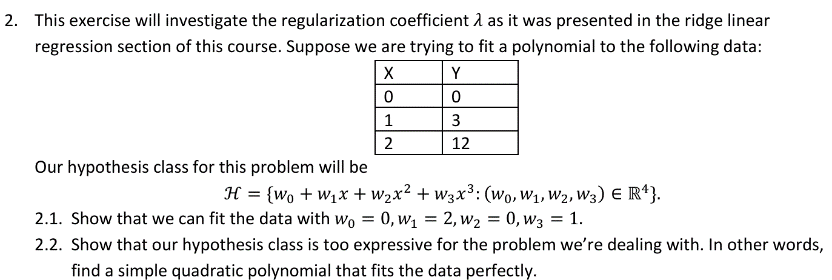 2. This exercise will investigate the regularization coefficient λ as it was presented in the ridge linear
regression section of this course. Suppose we are trying to fit a polynomial to the following data:
X Y
0 0
1 3
2 12
Our hypothesis class for this problem will be
ℋ = {w₀ + w₁x + w₂x² + w₃x³: (w₀, w₁, w₂, w₃) ∈ ℝ⁴}.
2.1. Show that we can fit the data with w₀ = 0, w₁ = 2, w₂ = 0, w₃ = 1.
2.2. Show that our hypothesis class is too expressive for the problem we’re dealing with. In other words,
find a simple quadratic polynomial that fits the data perfectly.